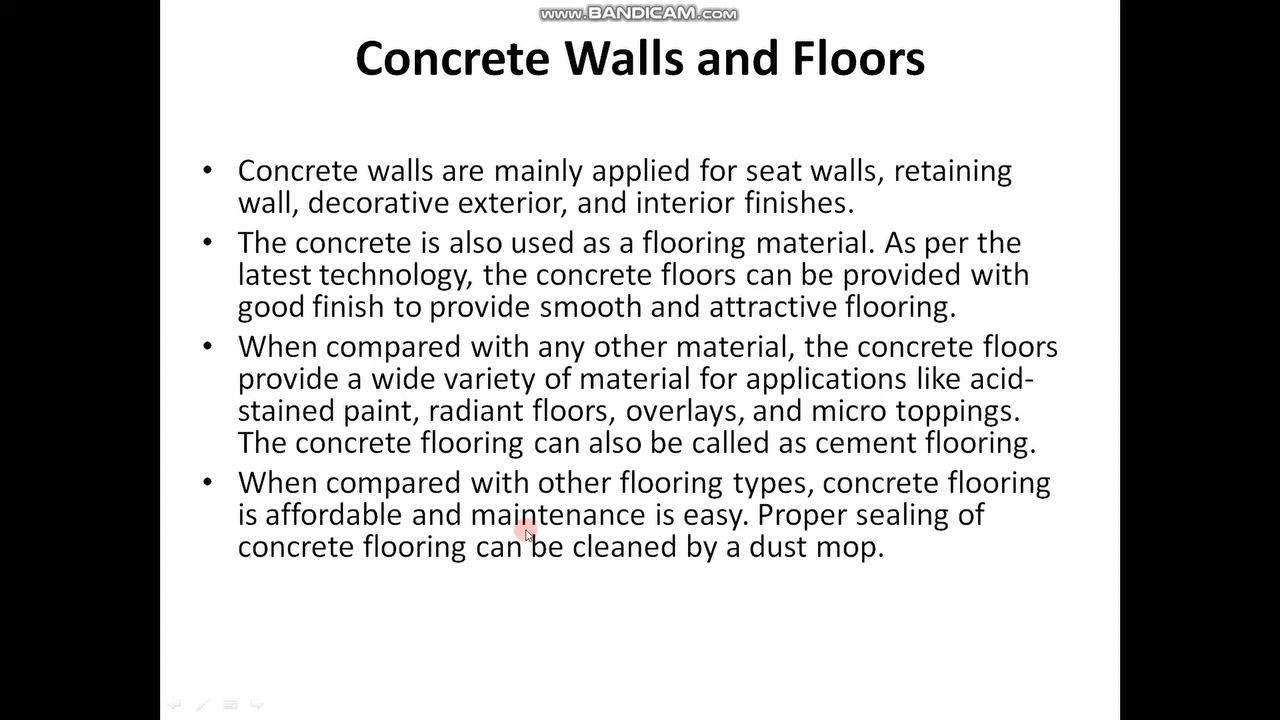 WWW.BANDICAM.COM
Concrete Walls and Floors
• Concrete walls are mainly applied for seat walls, retaining
wall, decorative exterior, and interior finishes.
• The concrete is also used as a flooring material. As per the
latest technology, the concrete floors can be provided with
good finish to provide smooth and attractive flooring.
• When compared with any other material, the concrete floors
provide a wide variety of material for applications like acid-
stained paint, radiant floors, overlays, and micro toppings.
The concrete flooring can also be called as cement flooring.
• When compared with other flooring types, concrete flooring
is affordable and maintenance is easy. Proper sealing of
concrete flooring can be cleaned by a dust mop.